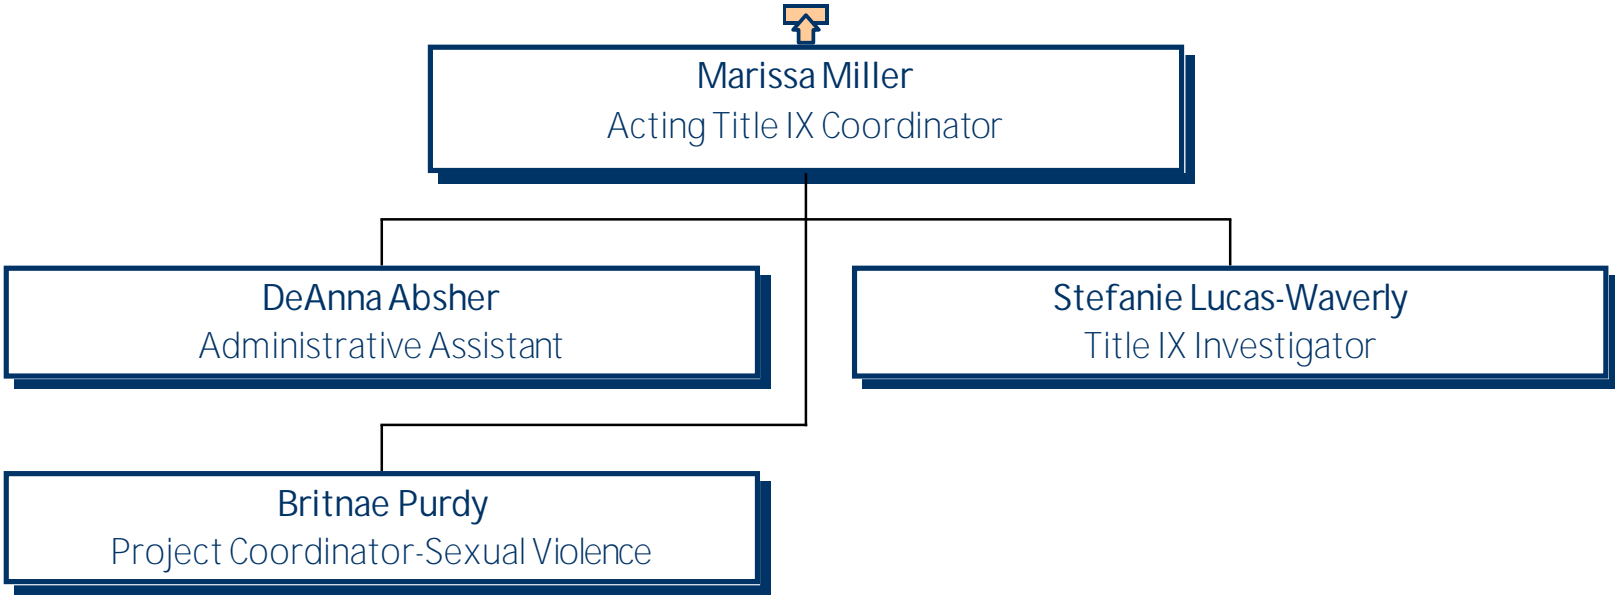 Marissa Miller
Acting Title IX Coordinator
DeAnna Absher
Administrative Assistant
Stefanie Lucas-Waverly
Title IX Investigator
Britnae Purdy
Project Coordinator-Sexual Violence